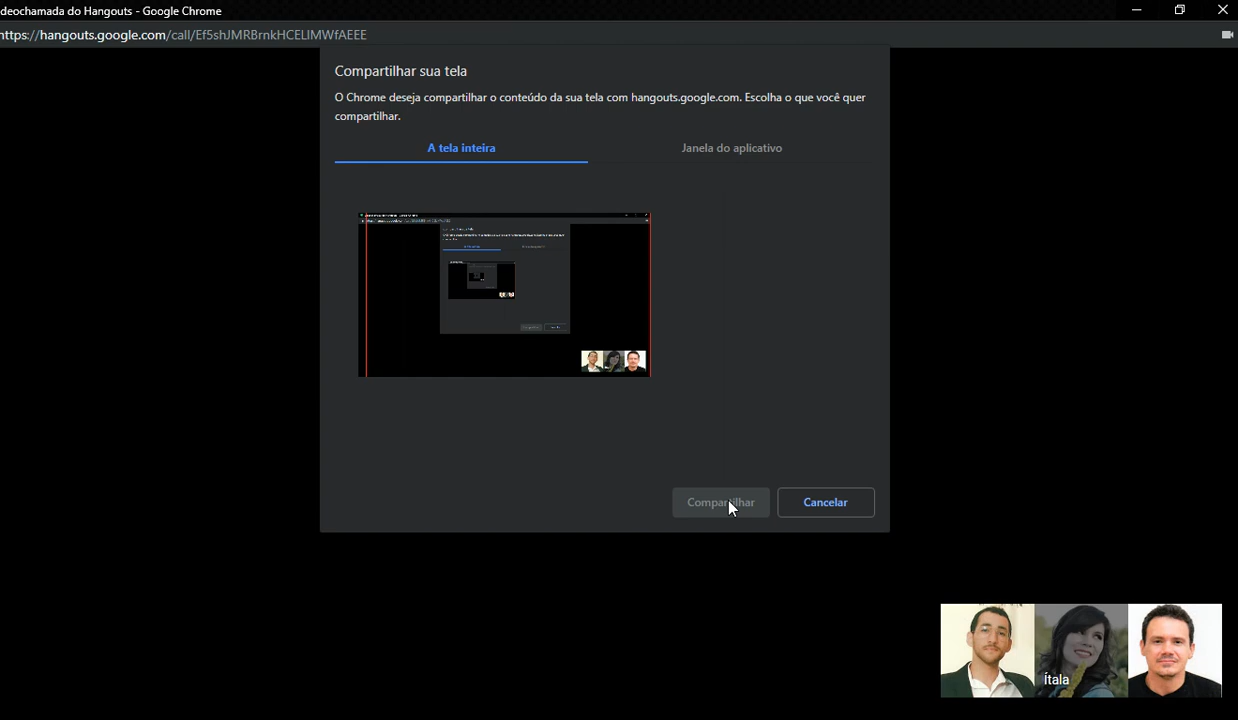 deochamada do Hangouts - Google Chrome
https://hangouts.google.com/call/Ef5shJMRBrnkHCELIMWfAEEE
Compartilhar sua tela
O Chrome deseja compartilhar o conteúdo da sua tela com hangouts.google.com. Escolha o que você quer
compartilhar.
A tela inteira
Janela do aplicativo
Compartilhar
Cancelar
Ítala